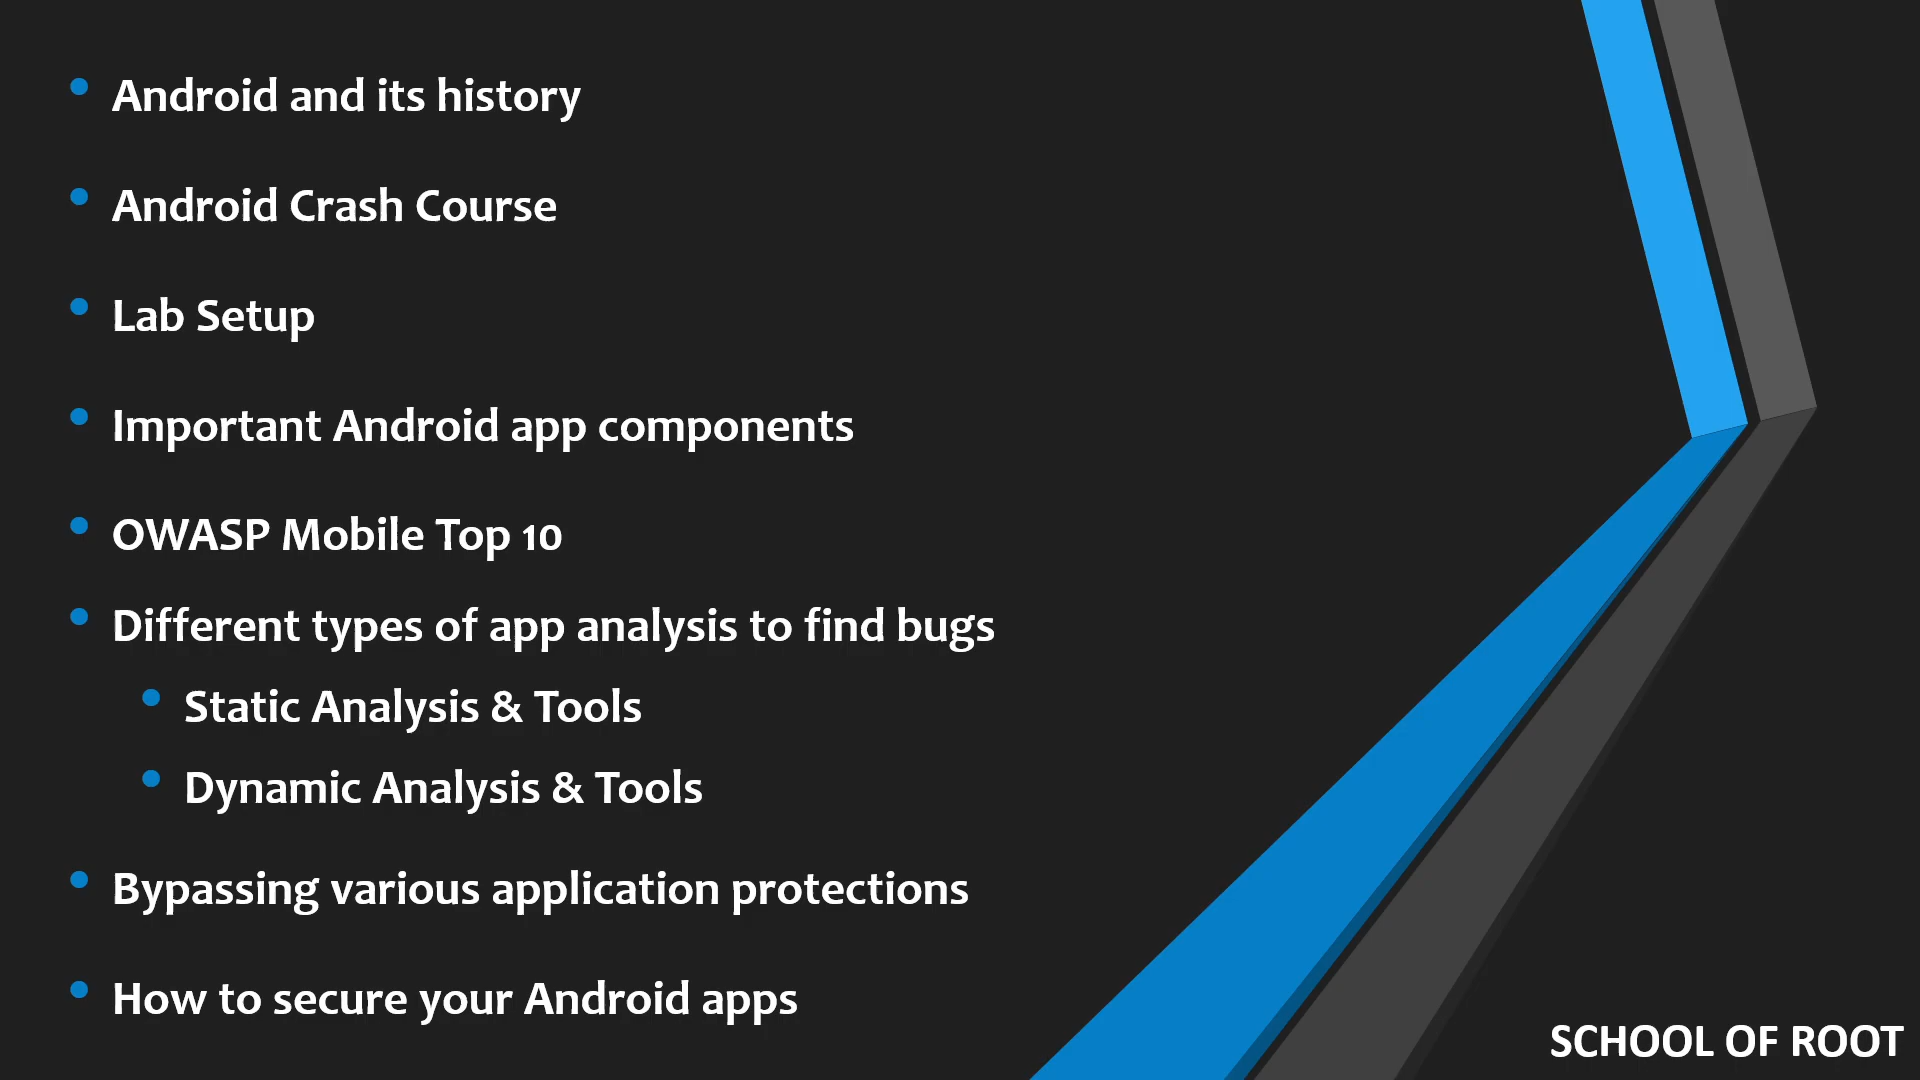 Android and its history
Android Crash Course
Lab Setup
Important Android app components
OWASP Mobile Top 10
Different types of app analysis to find bugs
Static Analysis & Tools
Dynamic Analysis & Tools
Bypassing various application protections
How to secure your Android apps
SCHOOL OF ROOT